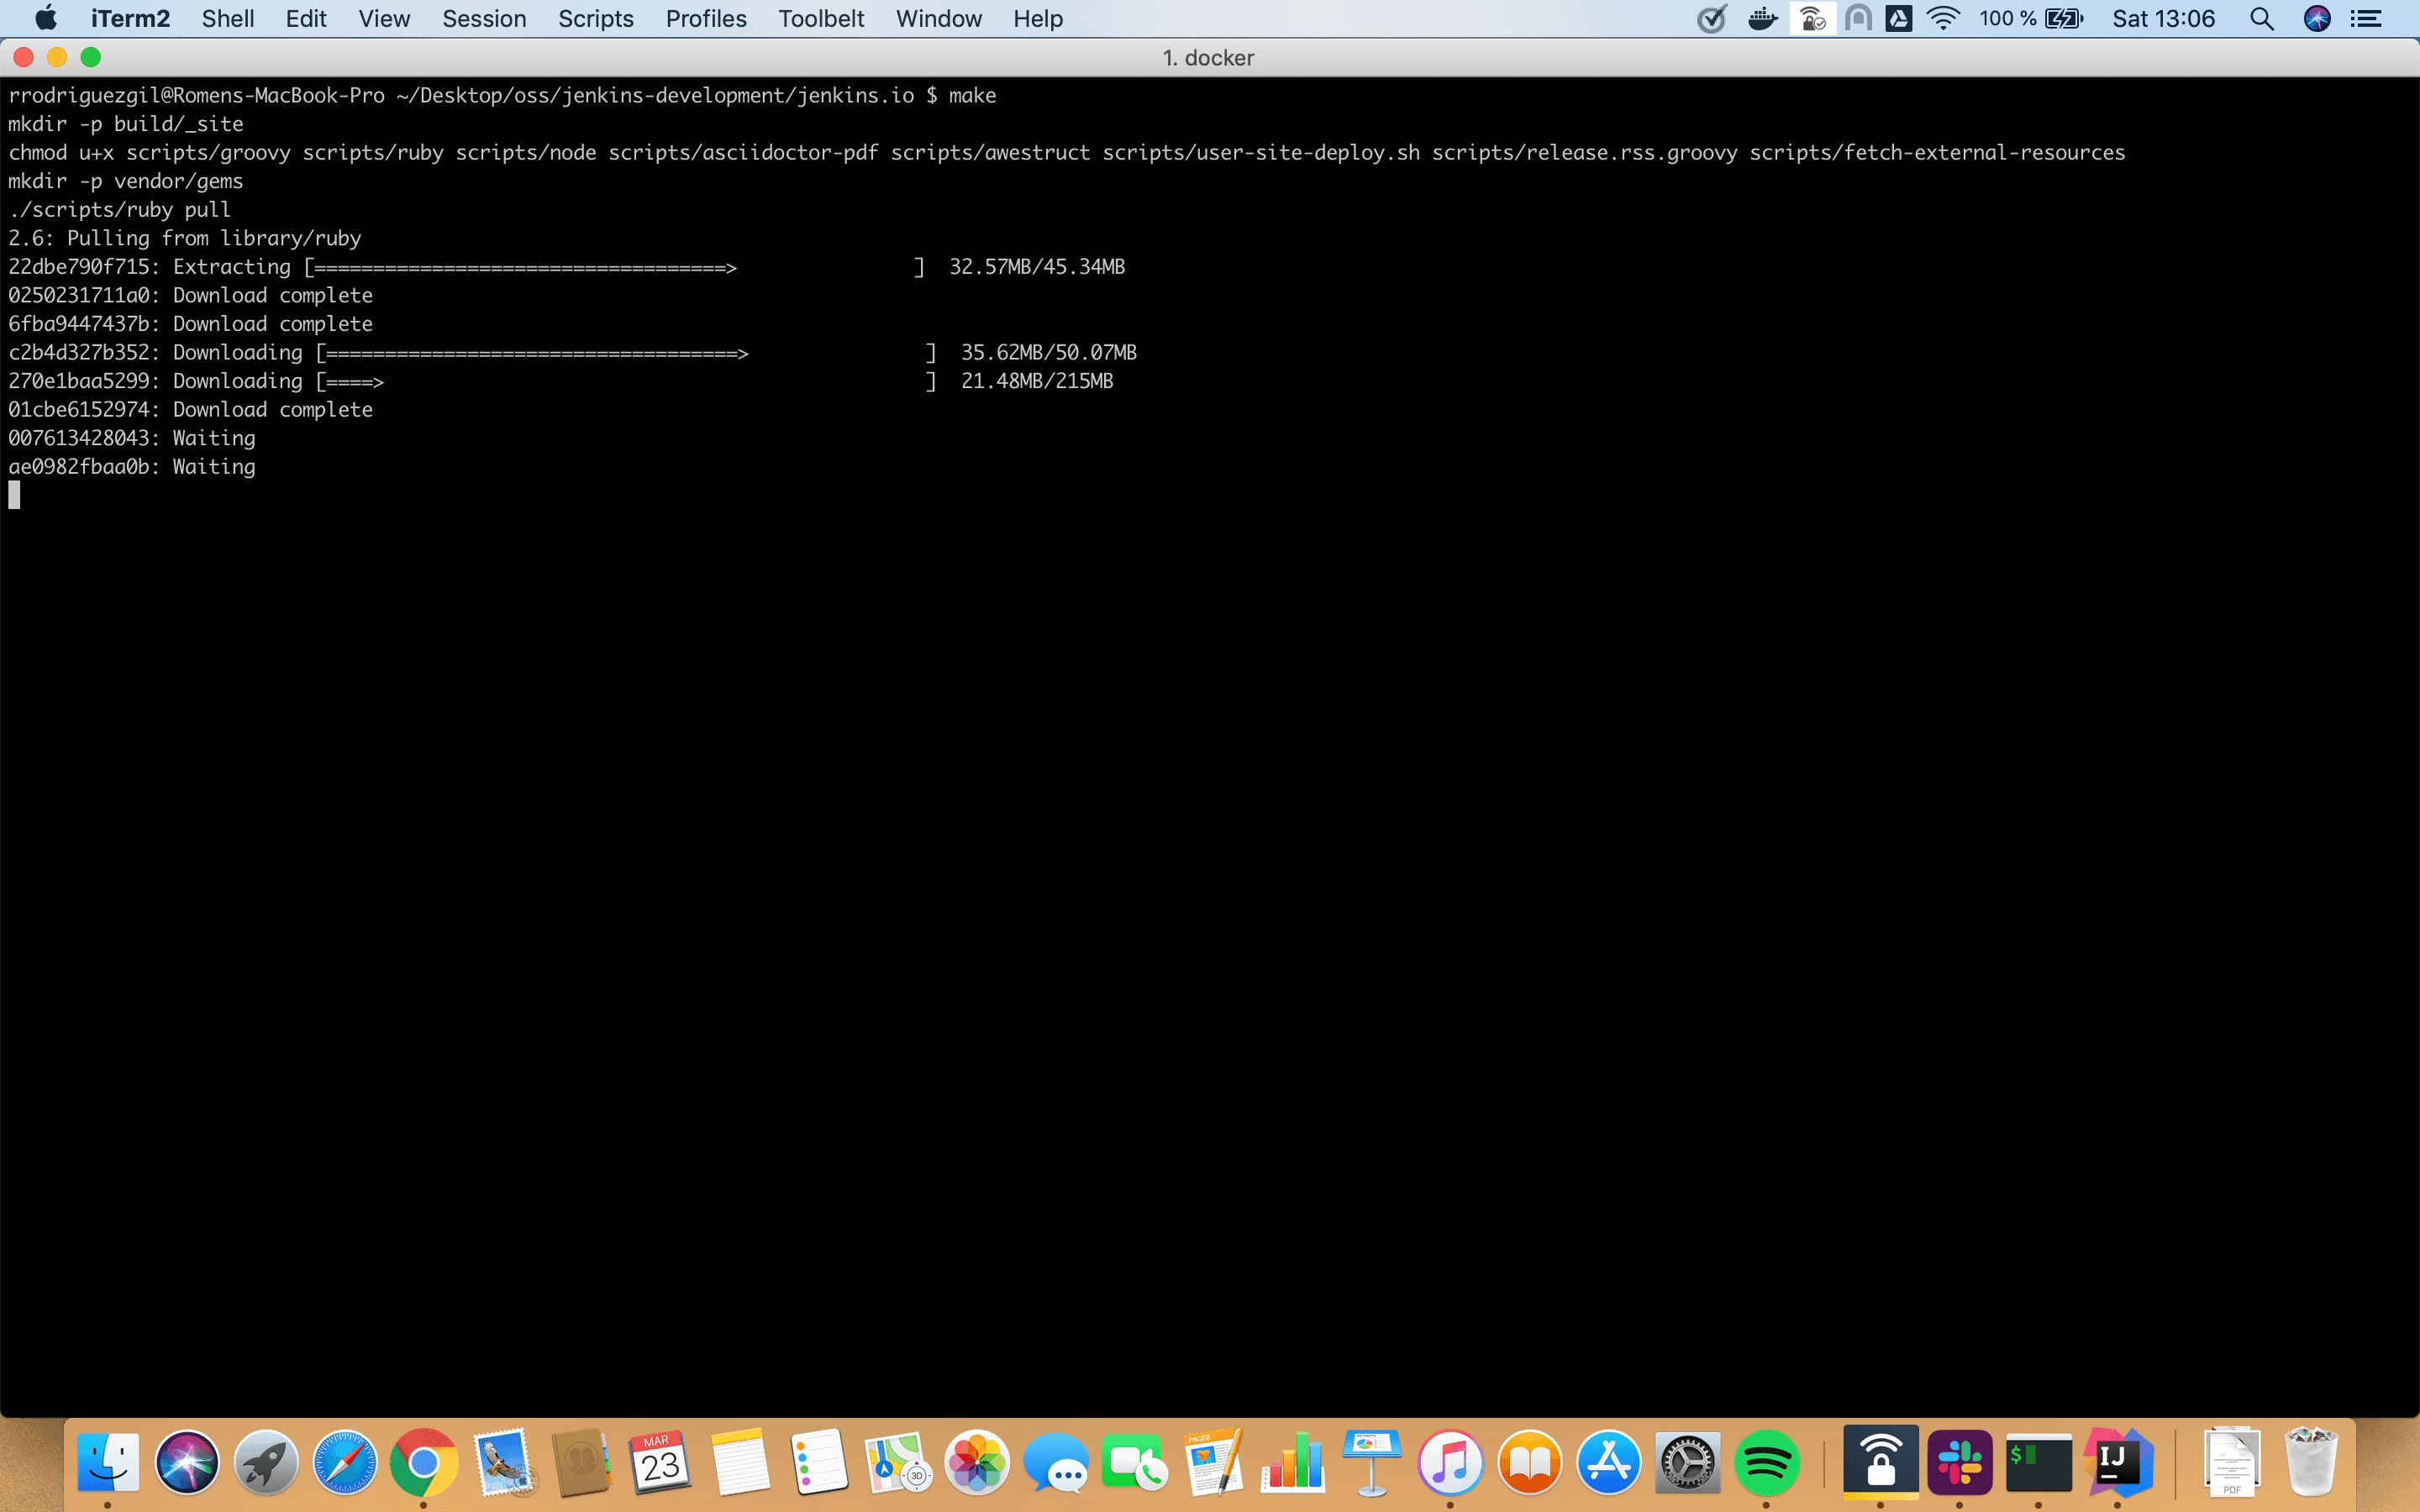 iTerm2 Shell Edit View Session Scripts Profiles Toolbelt Window Help 100 % Sat 13:06
1. docker
rrodriguezgil@Romens-MacBook-Pro ~/Desktop/oss/jenkins-development/jenkins.io $ make
mkdir -p build/_site
chmod u+x scripts/groovy scripts/ruby scripts/node scripts/asciidoctor-pdf scripts/awestruct scripts/user-site-deploy.sh scripts/release.rss.groovy scripts/fetch-external-resources
mkdir -p vendor/gems
./scripts/ruby pull
2.6: Pulling from library/ruby
22dbe790f715: Extracting [===================================>               ]  32.57MB/45.34MB
0250231711a0: Download complete
6fba9447437b: Download complete
c2b4d327b352: Downloading [===================================>               ]  35.62MB/50.07MB
270e1baa5299: Downloading [====>                                              ]  21.48MB/215MB
01cbe6152974: Download complete
007613428043: Waiting
ae0982fbaa0b: Waiting
MAR
23
3D
PAGES
$
IJ
PDF